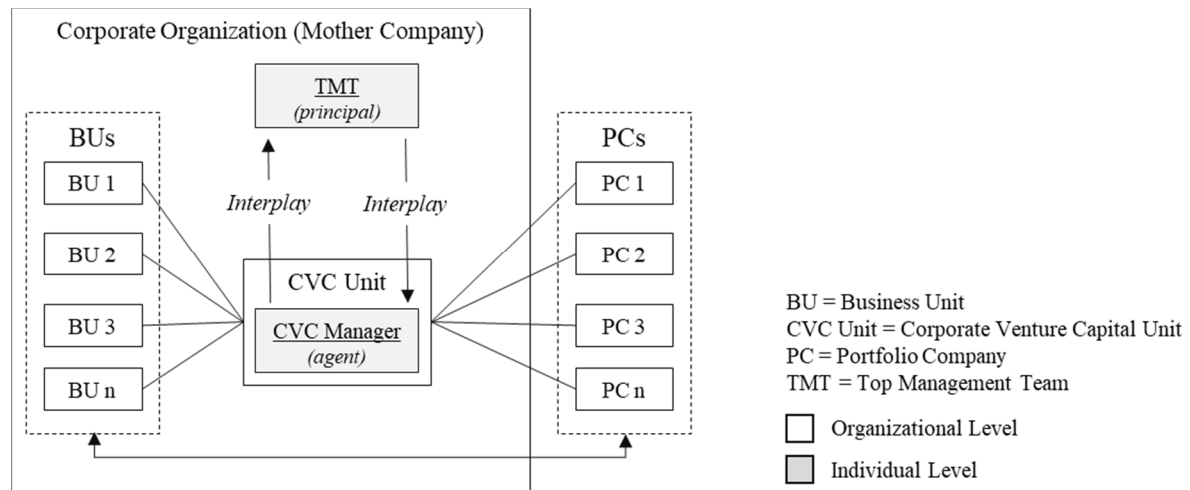 Corporate Organization (Mother Company)
TMT
(principal)
BUs
BU 1
BU 2
BU 3
BU n
Interplay
Interplay
CVC Unit
CVC Manager
(agent)
PCs
PC 1
PC 2
PC 3
PC n
BU = Business Unit
CVC Unit = Corporate Venture Capital Unit
PC = Portfolio Company
TMT = Top Management Team
Organizational Level
Individual Level